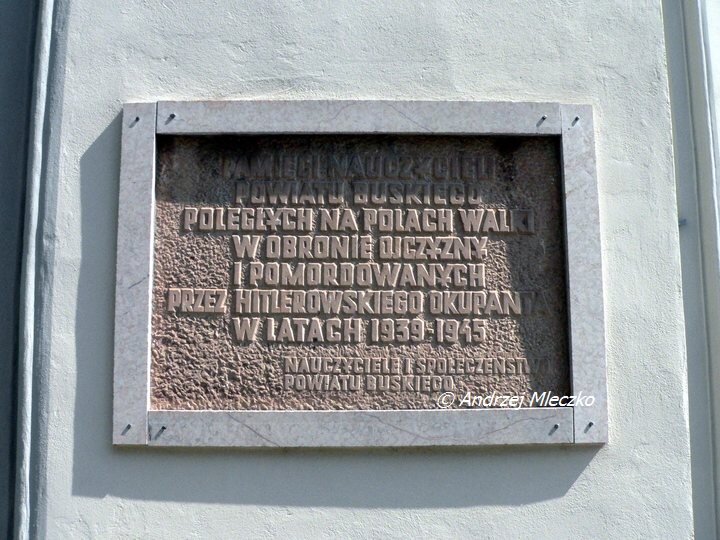 PAMIĘCI NAUCZYCIELI
POWIATU BUSKIEGO
POLEGŁYCH NA POLACH WALKI
W OBRONIE OJCZYZNY
I POMORDOWANYCH
PRZEZ HITLEROWSKIEGO OKUPANTA
W LATACH 1939-1945
NAUCZYCIELE I SPOŁECZEŃSTWO
POWIATU BUSKIEGO
© Andrzej Mleczko